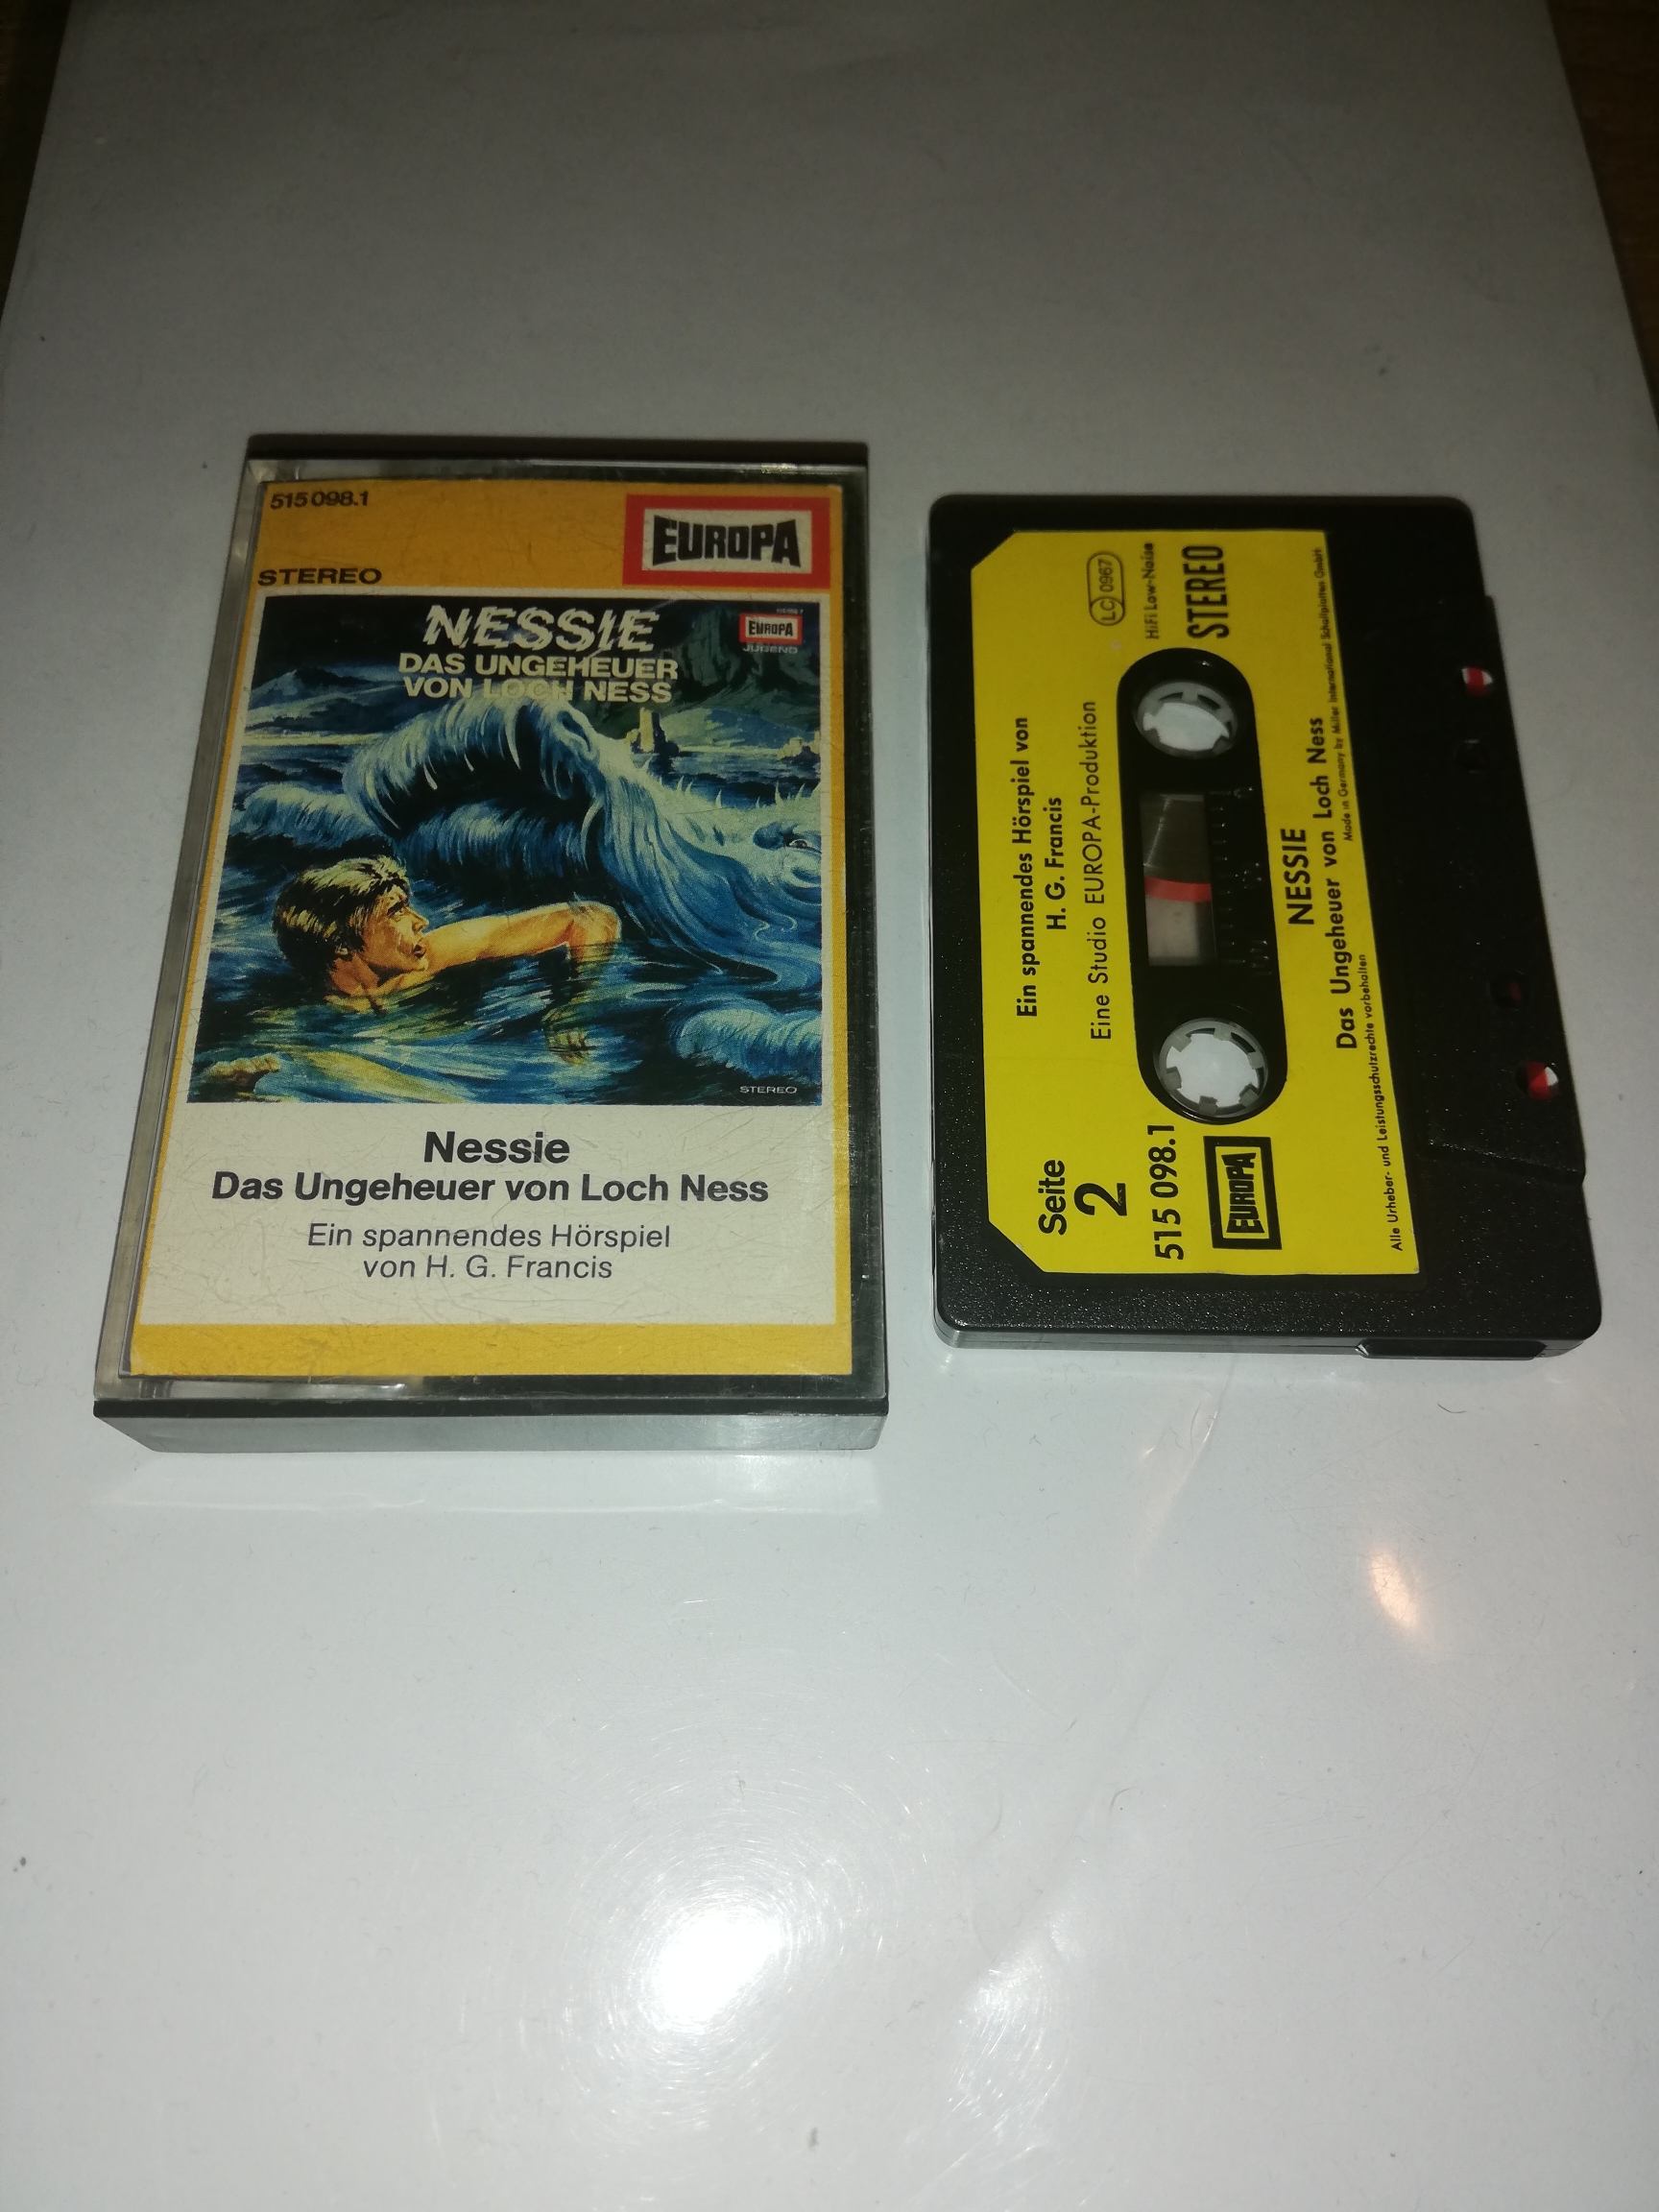 515 098.1
EUROPA
STEREO
NESSIE
DAS UNGEHEUER
VON LOCH NESS
EUROPA
JUGEND
STEREO
Nessie
Das Ungeheuer von Loch Ness
Ein spannendes Hörspiel
von H. G. Francis
Ein spannendes Hörspiel von
H. G. Francis
Eine Studio EUROPA-Produktion
LC 0967
HiFi Low-Noise
STEREO
Seite
2
515 098.1
EUROPA
NESSIE
Das Ungeheuer von Loch Ness
Made in Germany by Miller International Schallplatten GmbH
Alle Urheber- und Leistungsschutzrechte vorbehalten